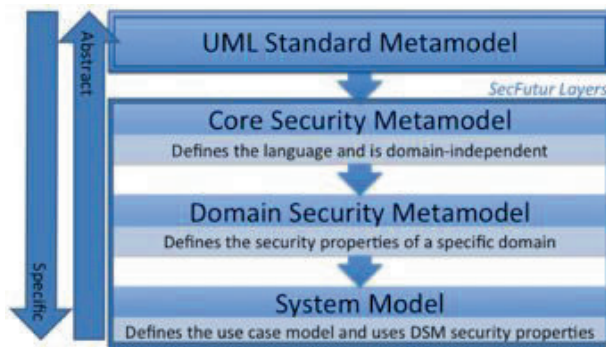 UML Standard Metamodel
Abstract
SecFutur Layers
Core Security Metamodel
Defines the language and is domain-independent
Domain Security Metamodel
Defines the security properties of a specific domain
Specific
System Model
Defines the use case model and uses DSM security properties